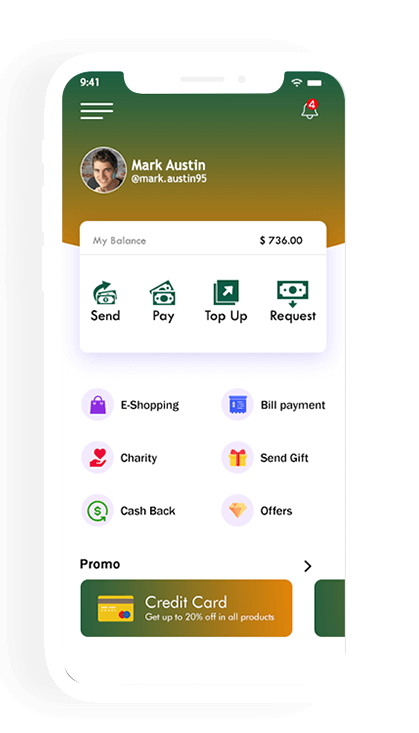 9:41
4
Mark Austin
@mark.austin95
My Balance $ 736.00
Send Pay Top Up Request
E-Shopping Bill payment
Charity Send Gift
Cash Back Offers
Promo
Credit Card
Get up to 20% off in all products